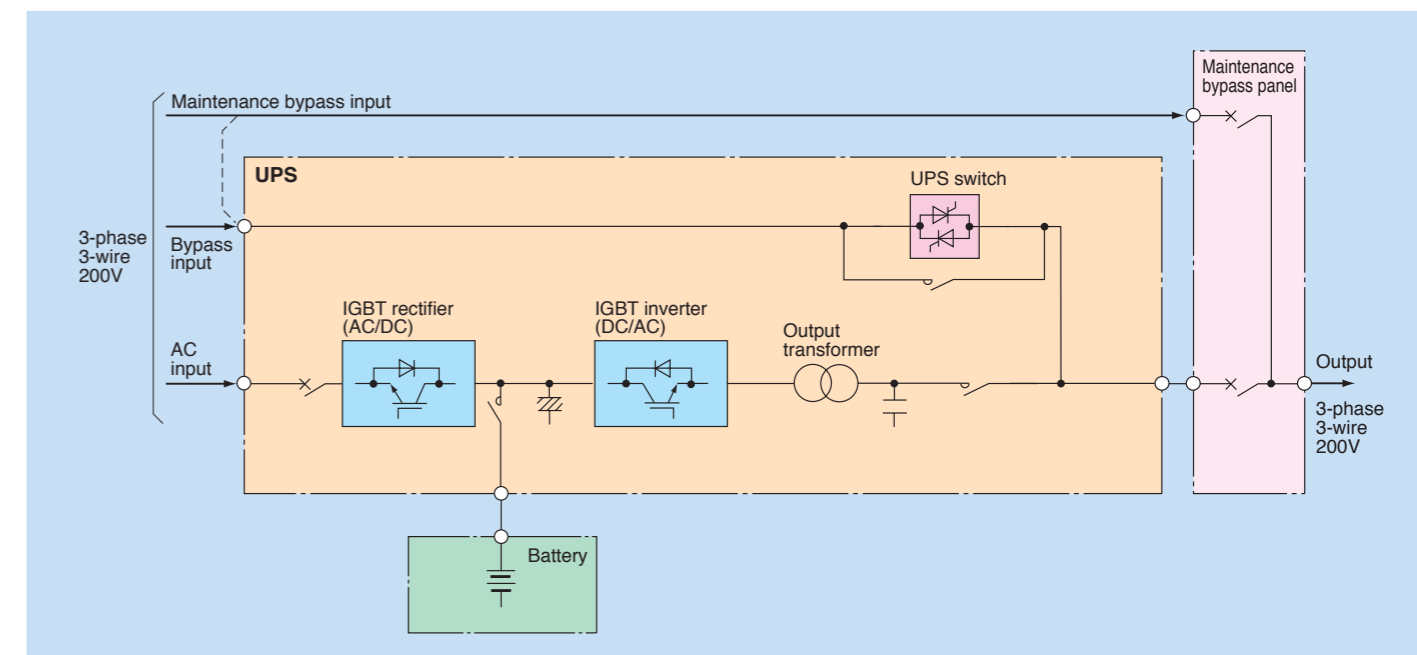 Maintenance
bypass panel
Maintenance bypass input
UPS
UPS switch
3-phase
3-wire
200V
Bypass
input
IGBT rectifier
(AC/DC)
IGBT inverter
(DC/AC)
Output
transformer
AC
input
Output
3-phase
3-wire
200V
Battery